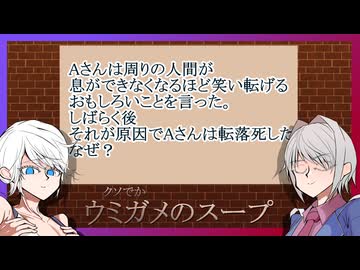 Aさんは周りの人間が
息ができなくなるほど笑い転げる
おもしろいことを言った。
しばらく後
それが原因でAさんは転落死した
なぜ？
クソでか
ウミガメのスープ